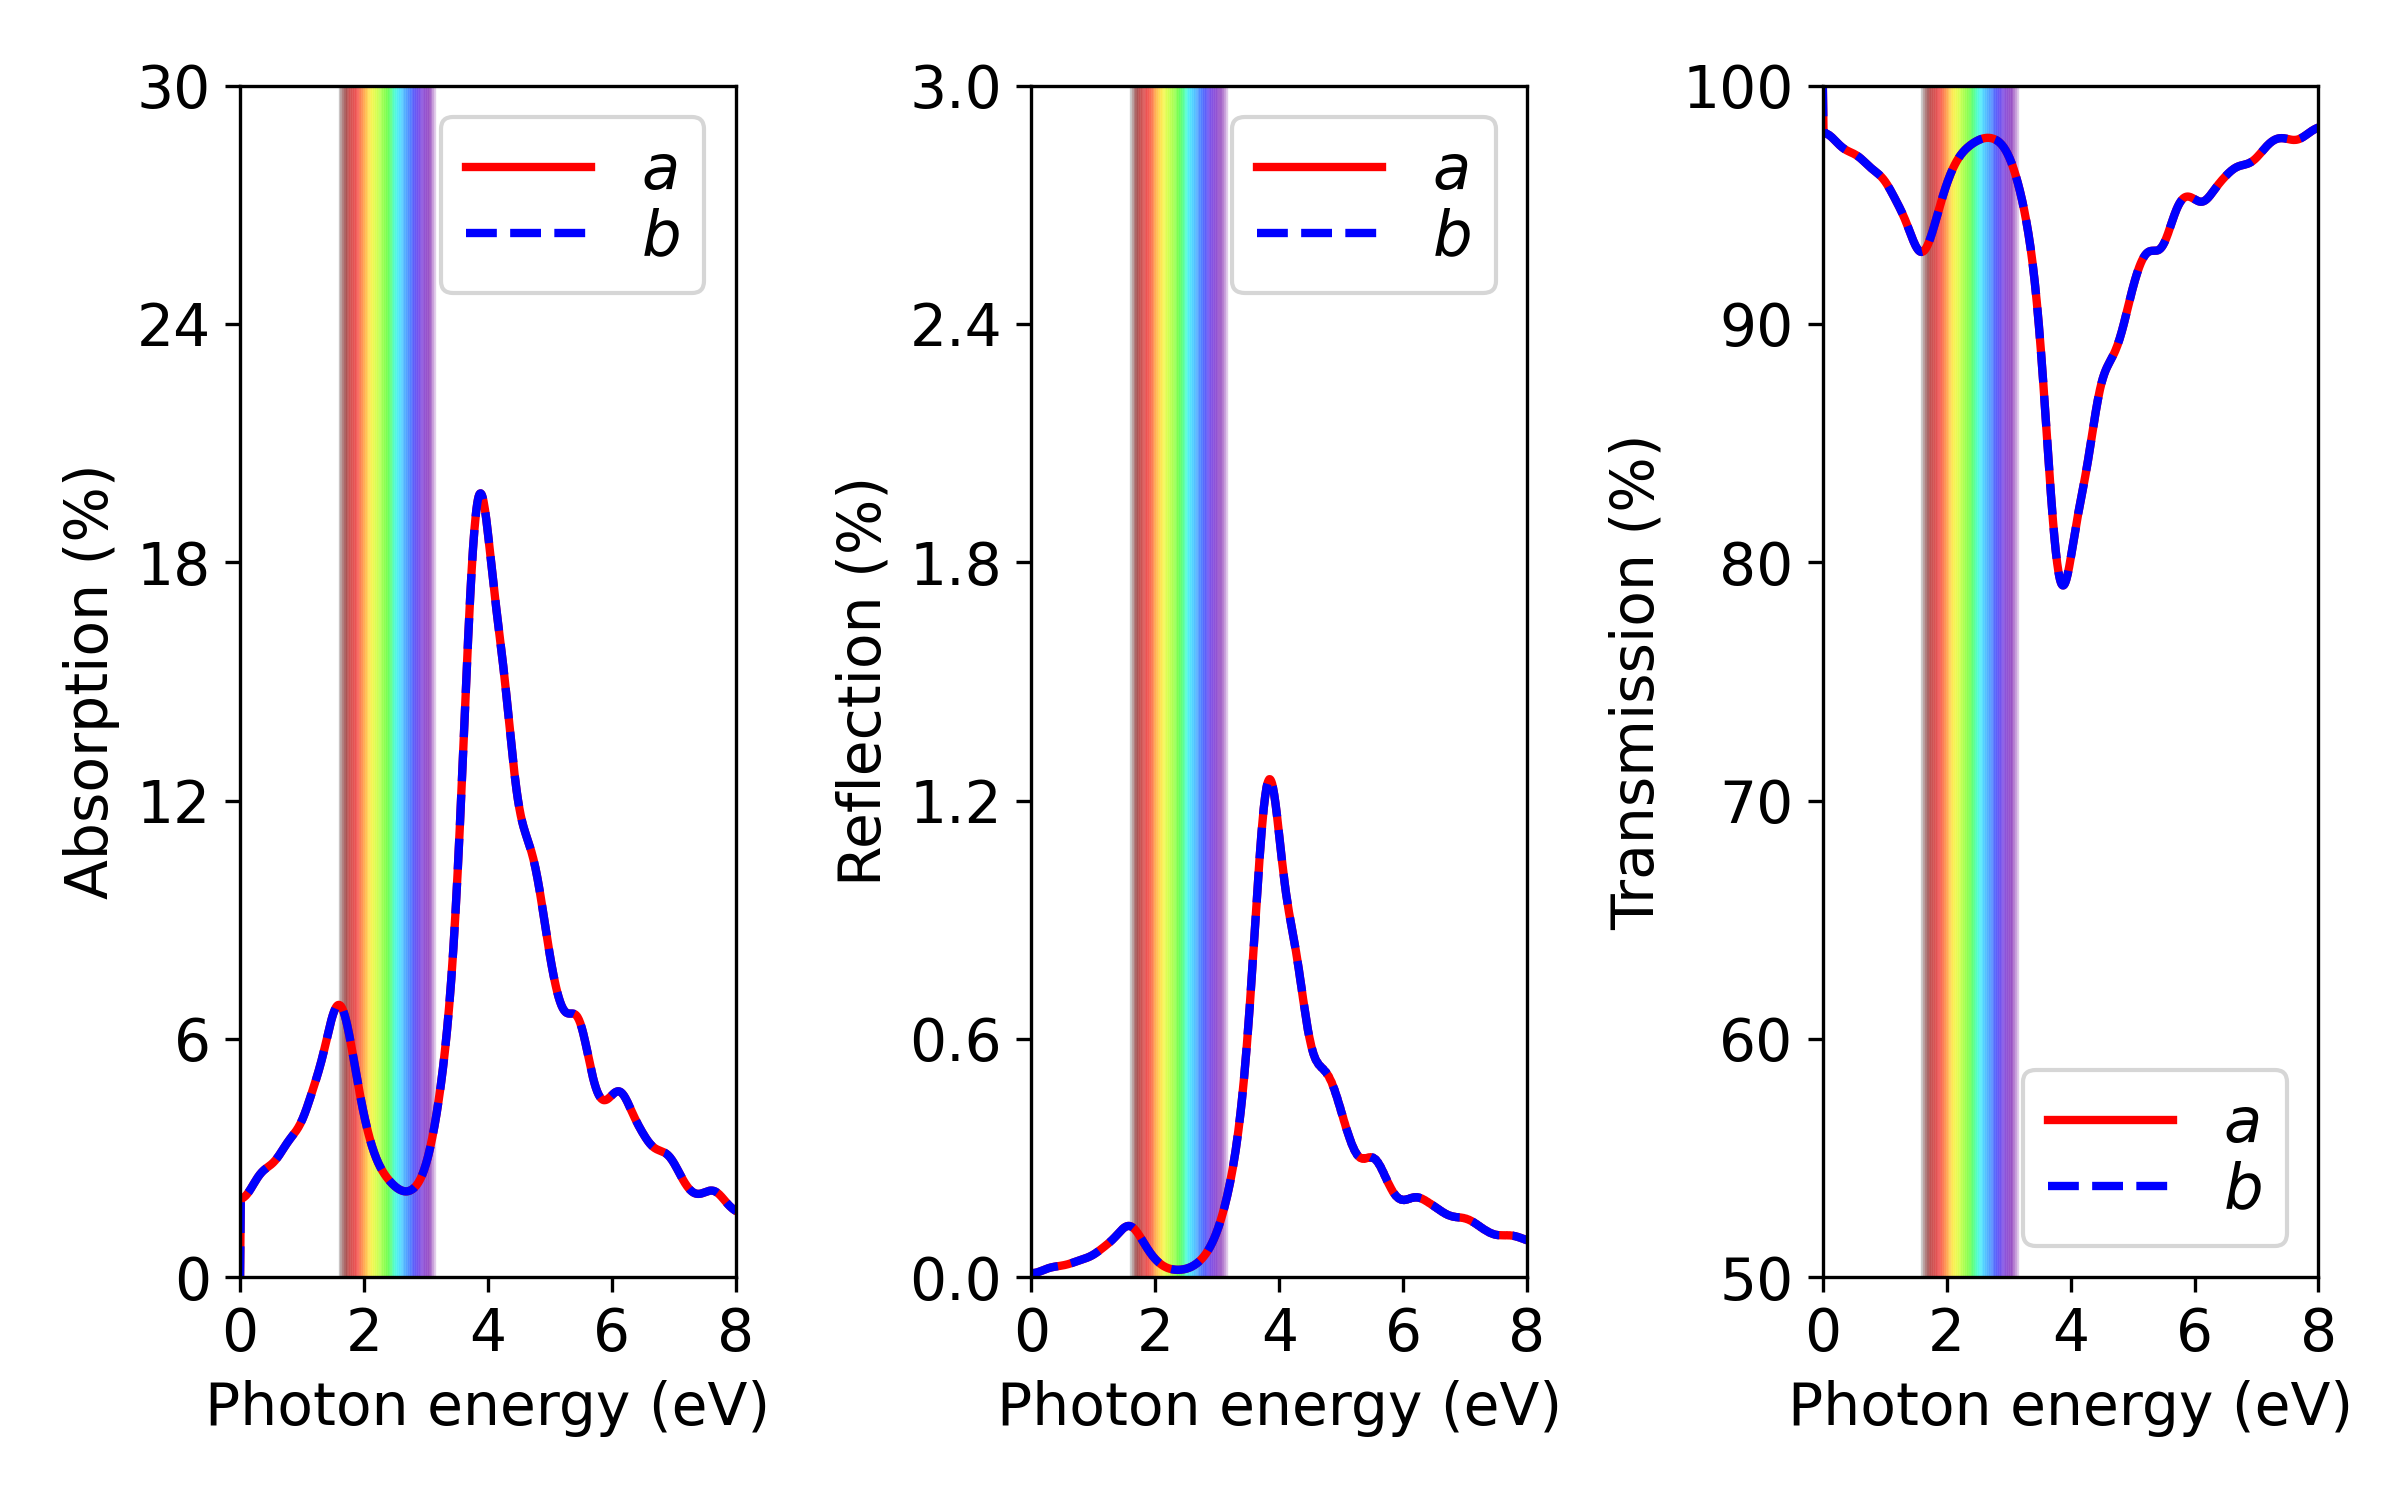 30
24
18
12
6
0
0 2 4 6 8
Absorption (%)
Photon energy (eV)
a
b
3.0
2.4
1.8
1.2
0.6
0.0
0 2 4 6 8
Reflection (%)
Photon energy (eV)
a
b
100
90
80
70
60
50
0 2 4 6 8
Transmission (%)
Photon energy (eV)
a
b